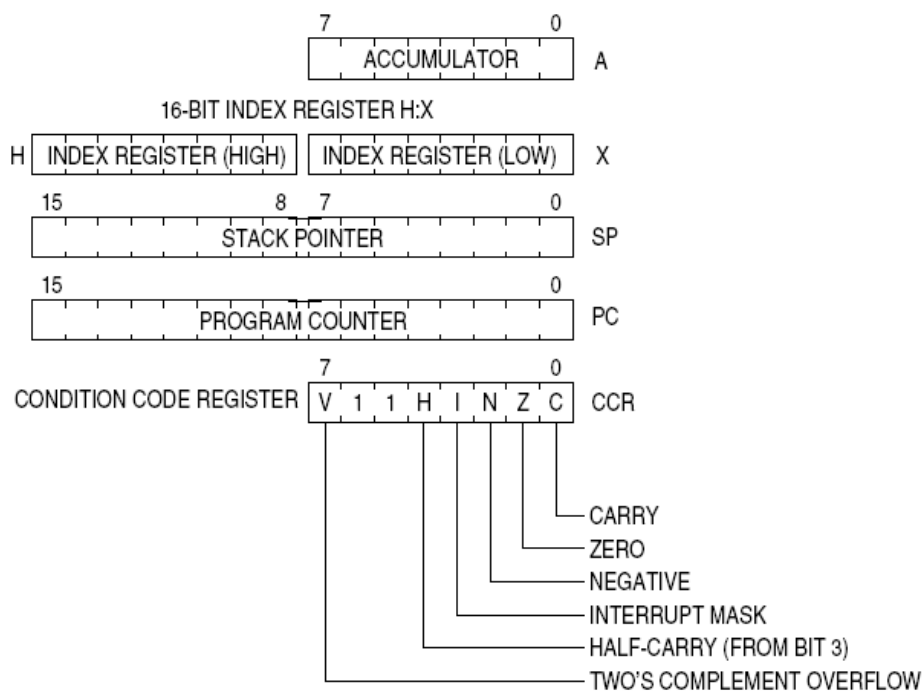 7 0
ACCUMULATOR A
16-BIT INDEX REGISTER H:X
H INDEX REGISTER (HIGH) INDEX REGISTER (LOW) X
15 8 7 0
STACK POINTER SP
15 0
PROGRAM COUNTER PC
7 0
CONDITION CODE REGISTER V 1 1 H I N Z C CCR
CARRY
ZERO
NEGATIVE
INTERRUPT MASK
HALF-CARRY (FROM BIT 3)
TWO'S COMPLEMENT OVERFLOW